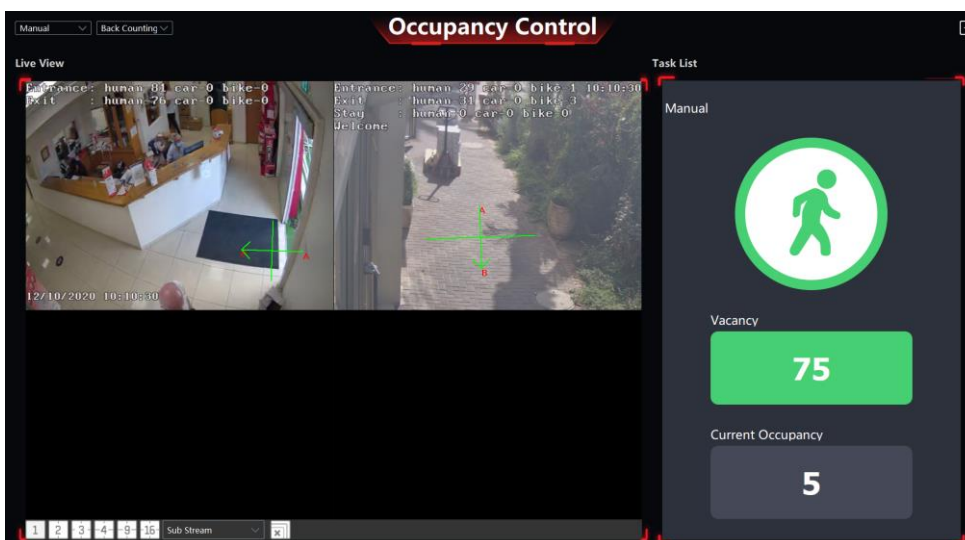 Occupancy Control
Manual
Back Counting
Live View
Task List
Entrance: human 81 car-0 bike-0
Exit : human 76 car-0 bike-0
12/10/2020 10:10:30
Entrance: human 29 car 0 bike 1 10:10:30
Exit : human 31 car-0 bike 3
Stay : human-0 car-0 bike-0
Welcome
A
A
B
Manual
Vacancy
75
Current Occupancy
5
1 2 3 4 9 16 Sub Stream